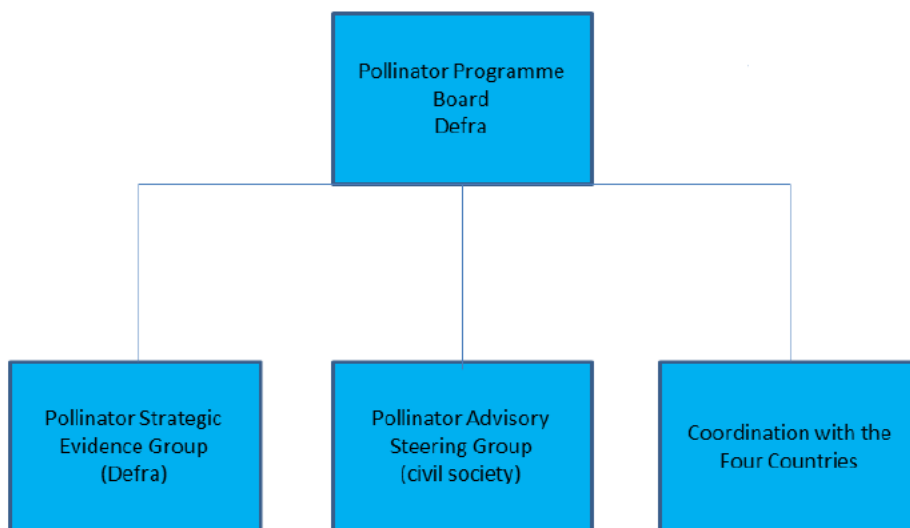 Pollinator Programme
Board
Defra
Pollinator Strategic
Evidence Group
(Defra)
Pollinator Advisory
Steering Group
(civil society)
Coordination with the
Four Countries